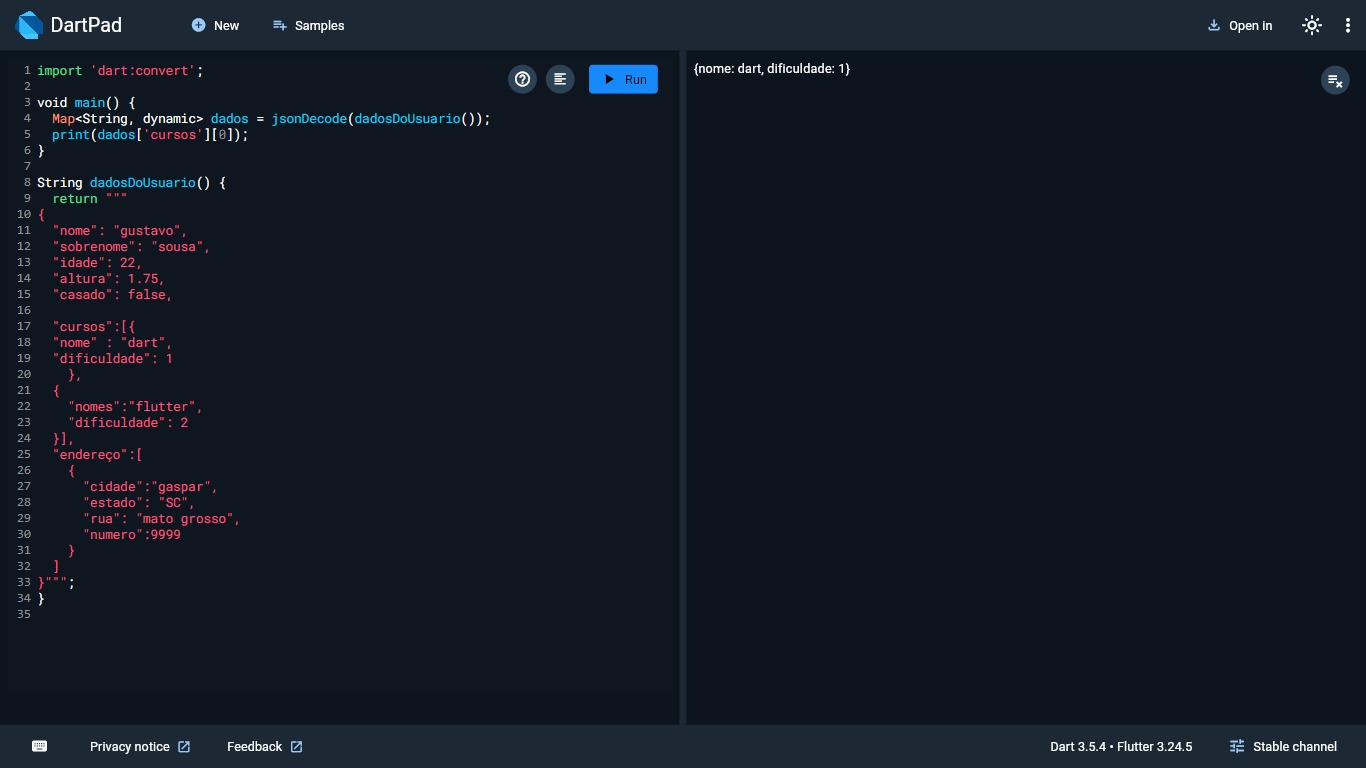 DartPad
New
Samples
Open in
1 import 'dart:convert';
2
3 void main() {
4   Map<String, dynamic> dados = jsonDecode(dadosDoUsuario());
5   print(dados['cursos'][0]);
6 }
7
8 String dadosDoUsuario() {
9   return """
10 {
11   "nome": "gustavo",
12   "sobrenome": "sousa",
13   "idade": 22,
14   "altura": 1.75,
15   "casado": false,
16
17   "cursos":[{
18   "nome" : "dart",
19   "dificuldade": 1
20     },
21   {
22     "nomes":"flutter",
23     "dificuldade": 2
24   }],
25   "endereço":[
26     {
27       "cidade":"gaspar",
28       "estado": "SC",
29       "rua": "mato grosso",
30       "numero":9999
31     }
32   ]
33 }""";
34 }
35
Run
{nome: dart, dificuldade: 1}
Privacy notice
Feedback
Dart 3.5.4 • Flutter 3.24.5
Stable channel